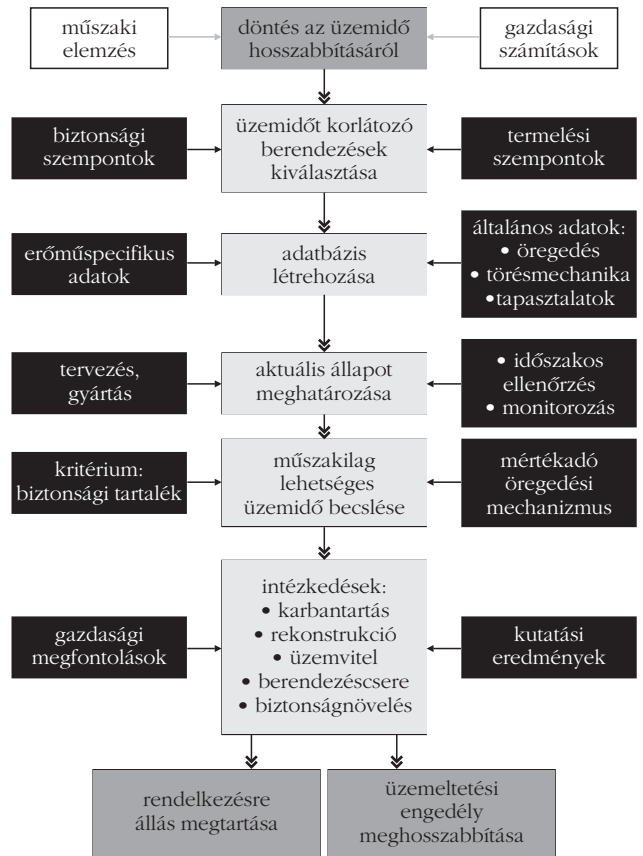 műszaki
elemzés
döntés az üzemidő
hosszabbításáról
gazdasági
számítások
biztonsági
szempontok
üzemidőt korlátozó
berendezések
kiválasztása
termelési
szempontok
erőműspecifikus
adatok
adatbázis
létrehozása
általános adatok:
• öregedés
• törésmechanika
•tapasztalatok
tervezés,
gyártás
aktuális állapot
meghatározása
• időszakos
ellenőrzés
• monitorozás
kritérium:
biztonsági tartalék
műszakilag
lehetséges
üzemidő becslése
mértékadó
öregedési
mechanizmus
gazdasági
megfontolások
intézkedések:
• karbantartás
• rekonstrukció
• üzemvitel
• berendezéscsere
• biztonságnövelés
kutatási
eredmények
rendelkezésre
állás megtartása
üzemeltetési
engedély
meghosszabbítása